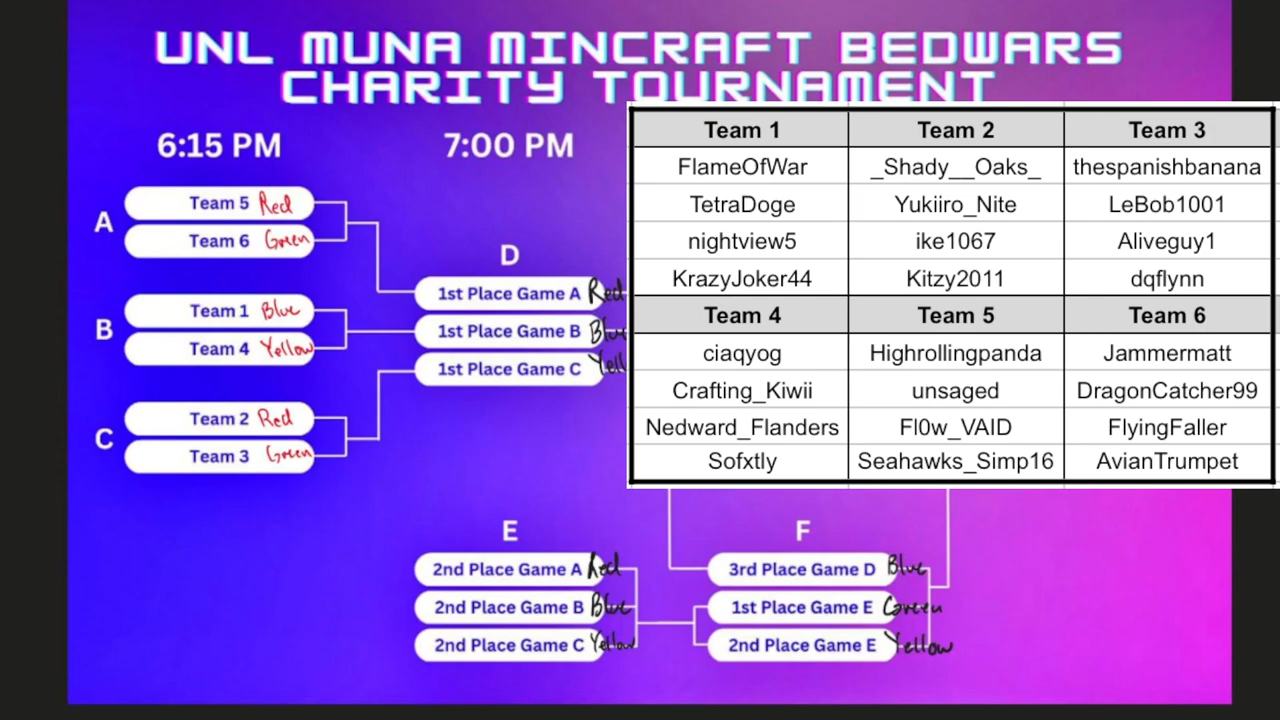 UNL MUNA MINCRAFT BEDWARS
CHARITY TOURNAMENT
6:15 PM
7:00 PM
A
Team 5 Red
Team 6 Green
B
Team 1 Blue
Team 4 Yellow
C
Team 2 Red
Team 3 Green
D
1st Place Game A Red
1st Place Game B Blu
1st Place Game C Yell
Team 1 Team 2 Team 3
FlameOfWar _Shady__Oaks_ thespanishbanana
TetraDoge Yukiiro_Nite LeBob1001
nightview5 ike1067 Aliveguy1
KrazyJoker44 Kitzy2011 dqflynn
Team 4 Team 5 Team 6
ciaqyog Highrollingpanda Jammermatt
Crafting_Kiwii unsaged DragonCatcher99
Nedward_Flanders Fl0w_VAID FlyingFaller
Sofxtly Seahawks_Simp16 AvianTrumpet
E
2nd Place Game A Red
2nd Place Game B Blue
2nd Place Game C Yellow
F
3rd Place Game D Blue
1st Place Game E Green
2nd Place Game E Yellow